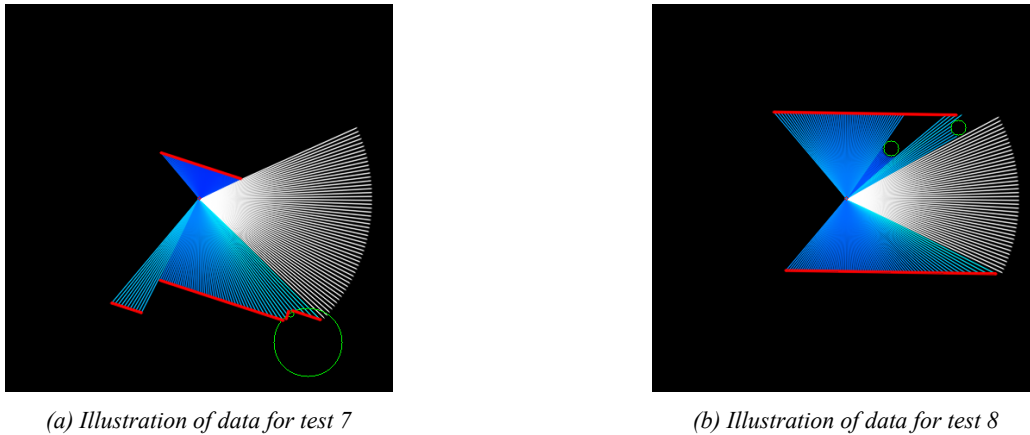 (a) Illustration of data for test 7
(b) Illustration of data for test 8